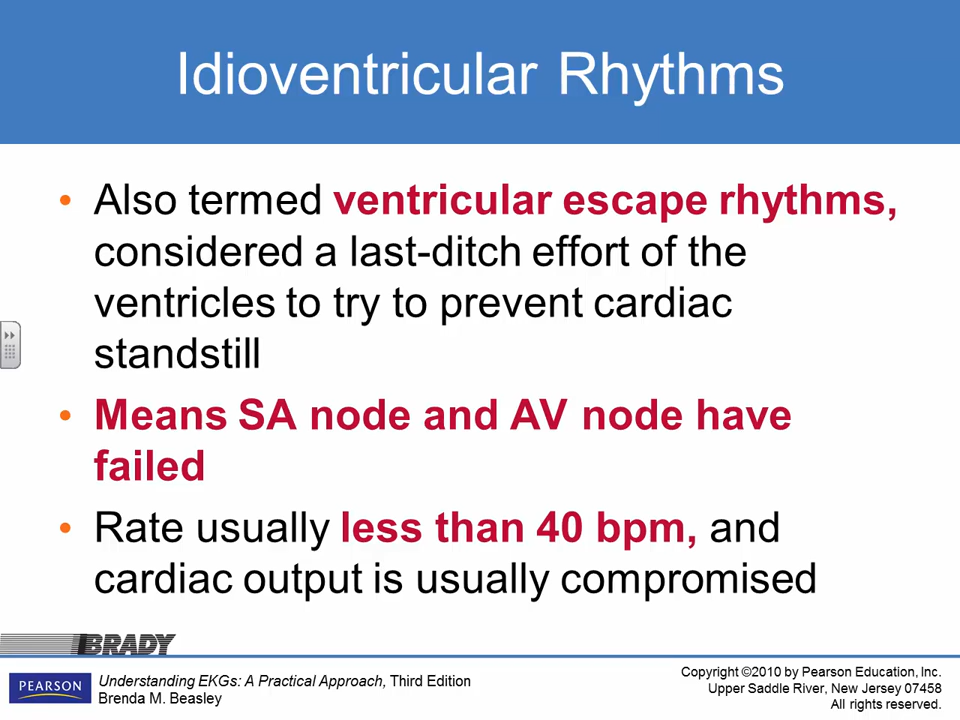 Idioventricular Rhythms
• Also termed ventricular escape rhythms,
considered a last-ditch effort of the
ventricles to try to prevent cardiac
standstill
• Means SA node and AV node have
failed
• Rate usually less than 40 bpm, and
cardiac output is usually compromised
BRADY
PEARSON
Understanding EKGs: A Practical Approach, Third Edition
Brenda M. Beasley
Copyright ©2010 by Pearson Education, Inc.
Upper Saddle River, New Jersey 07458
All rights reserved.